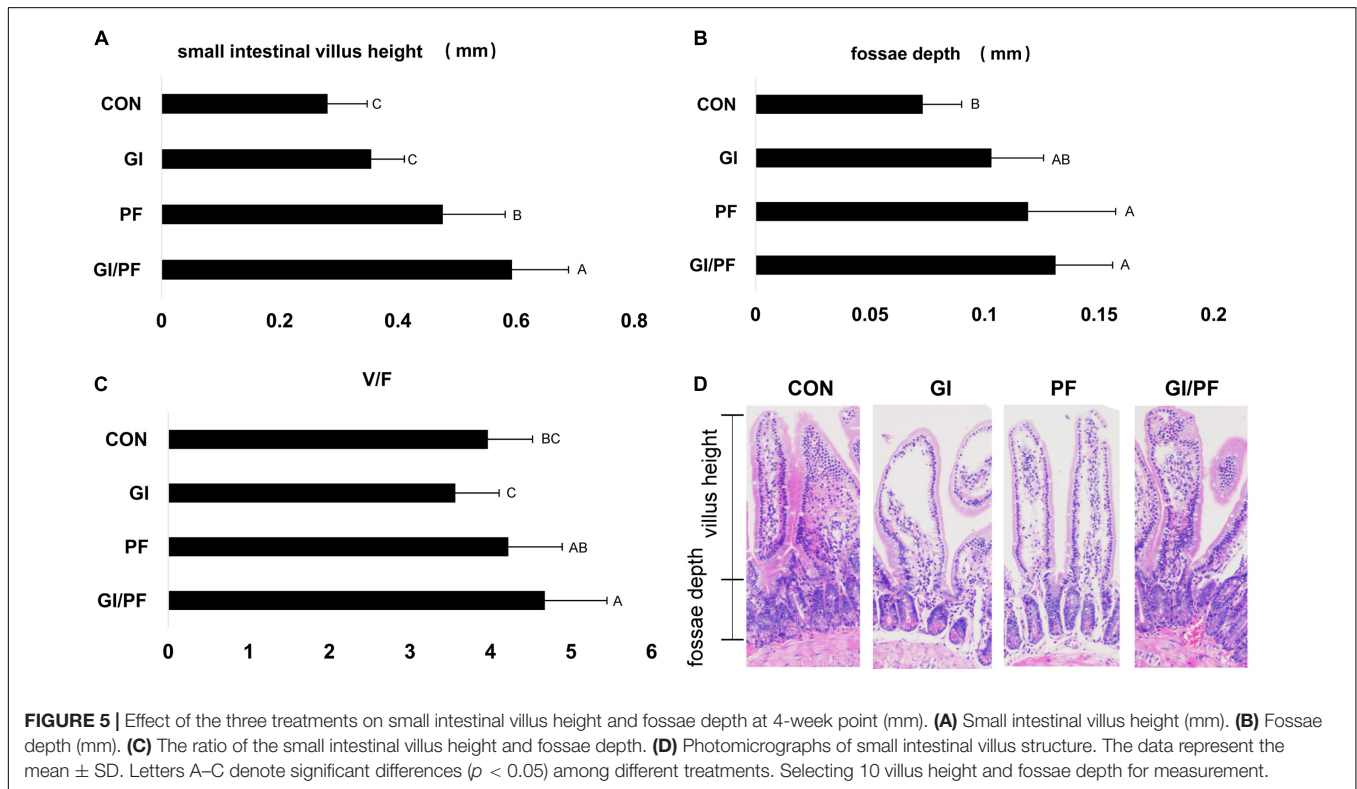 A
small intestinal villus height ( mm )
CON
C
GI
C
PF
B
GI/PF
A
0 0.2 0.4 0.6 0.8
B
fossae depth ( mm )
CON
B
GI
AB
PF
A
GI/PF
A
0 0.05 0.1 0.15 0.2
C
V/F
CON
BC
GI
C
PF
AB
GI/PF
A
0 1 2 3 4 5 6
D
CON GI PF GI/PF
villus height
fossae depth
FIGURE 5 | Effect of the three treatments on small intestinal villus height and fossae depth at 4-week point (mm). (A) Small intestinal villus height (mm). (B) Fossae
depth (mm). (C) The ratio of the small intestinal villus height and fossae depth. (D) Photomicrographs of small intestinal villus structure. The data represent the
mean ± SD. Letters A–C denote significant differences (p < 0.05) among different treatments. Selecting 10 villus height and fossae depth for measurement.